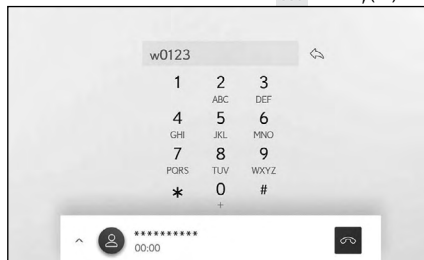 w0123
1 2 3
ABC DEF
4 5 6
GHI JKL MNO
7 8 9
PQRS TUV WXYZ
* 0 #
+
**********
00:00